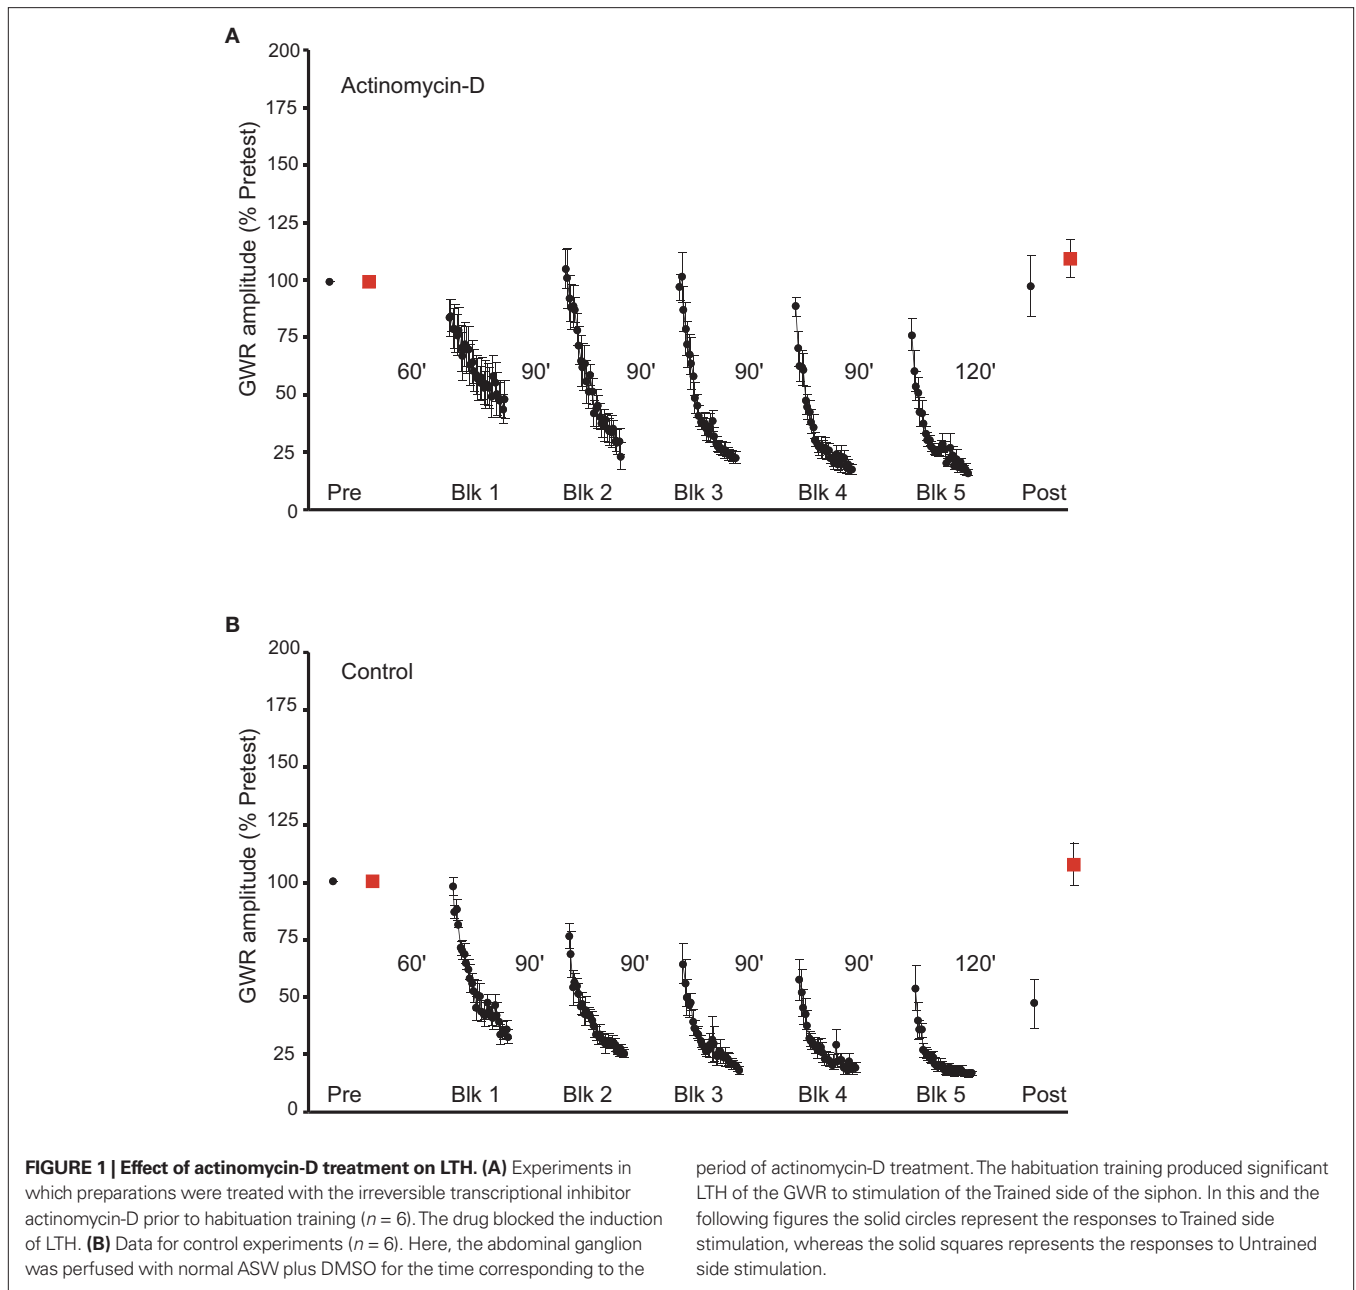 A
200
Actinomycin-D
175
150
125
100
75
50
25
0
GWR amplitude (% Pretest)
60' 90' 90' 90' 90' 120'
Pre Blk 1 Blk 2 Blk 3 Blk 4 Blk 5 Post
B
200
Control
175
150
125
100
75
50
25
0
GWR amplitude (% Pretest)
60' 90' 90' 90' 90' 120'
Pre Blk 1 Blk 2 Blk 3 Blk 4 Blk 5 Post
FIGURE 1 | Effect of actinomycin-D treatment on LTH. (A) Experiments in
which preparations were treated with the irreversible transcriptional inhibitor
actinomycin-D prior to habituation training (n = 6). The drug blocked the induction
of LTH. (B) Data for control experiments (n = 6). Here, the abdominal ganglion
was perfused with normal ASW plus DMSO for the time corresponding to the
period of actinomycin-D treatment. The habituation training produced significant
LTH of the GWR to stimulation of the Trained side of the siphon. In this and the
following figures the solid circles represent the responses to Trained side
stimulation, whereas the solid squares represents the responses to Untrained
side stimulation.